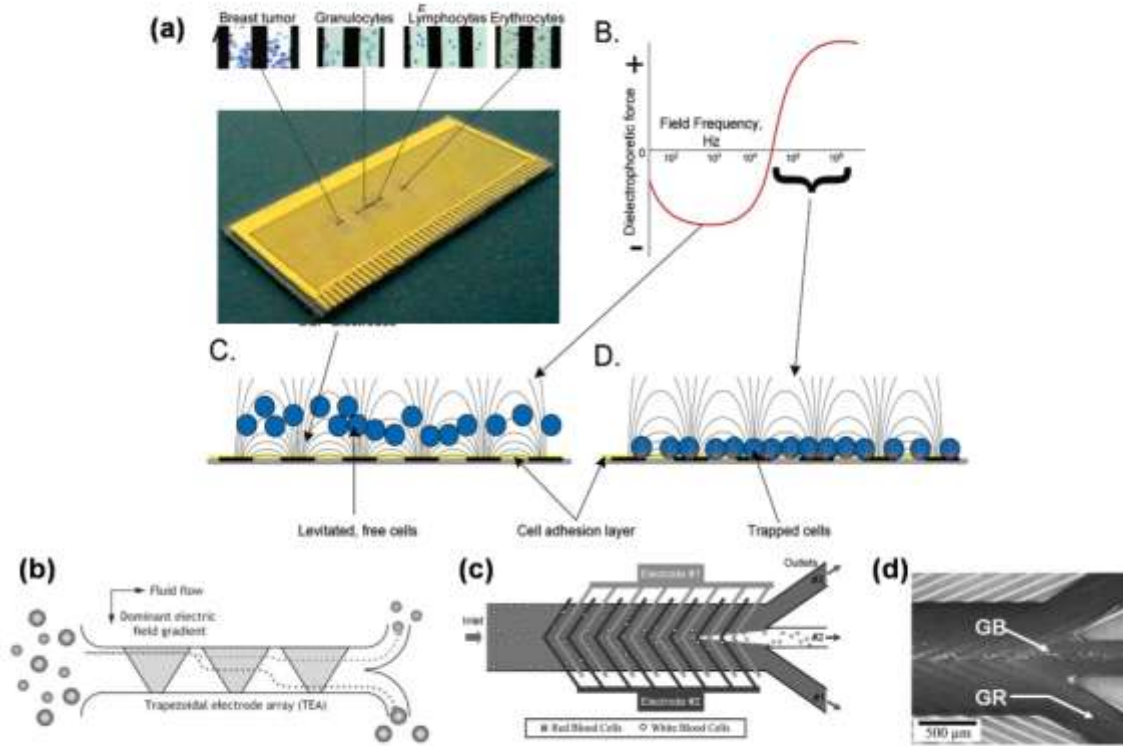 (a)
Breast tumor
Granulocytes
E
Lymphocytes
Erythrocytes
B.
+
Dielectrophoretic force
Field Frequency,
Hz
0
-
C.
D.
Levitated, free cells
Cell adhesion layer
Trapped cells
(b)
Fluid flow
Dominant electric
field gradient
Trapezoidal electrode array (TEA)
(c)
Electrode #1
Outlets
Inlet
#2
#1
Electrode #2
Red Blood Cells
White Blood Cells
(d)
GB
GR
500 µm